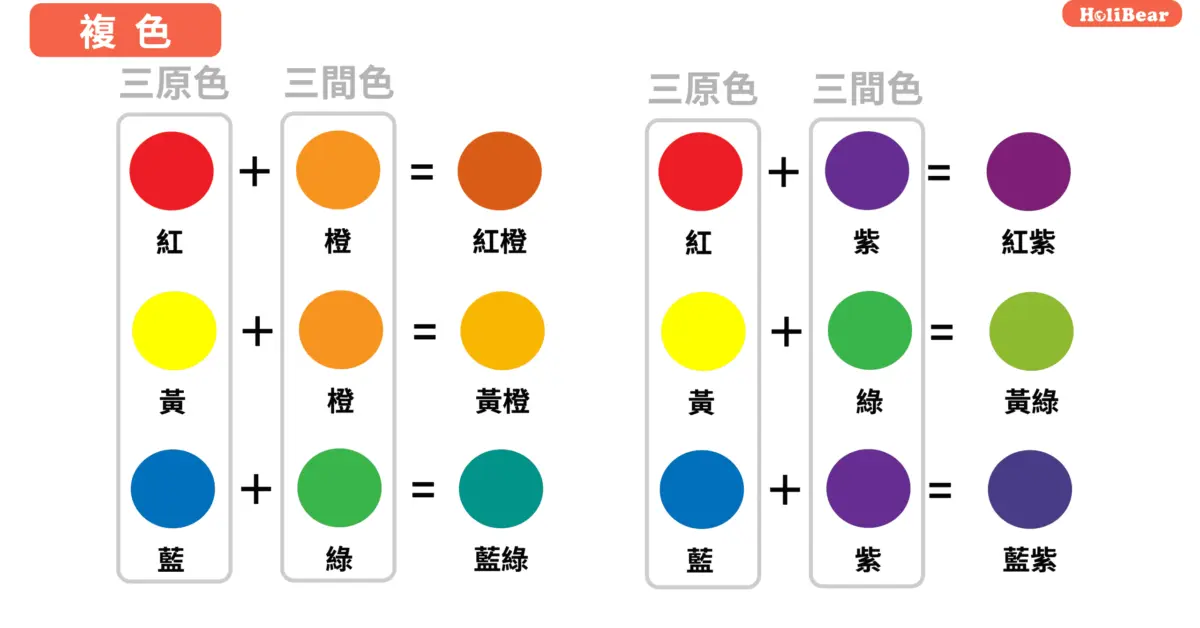 複色
HoliBear
三原色 三間色
紅 + 橙 = 紅橙
黃 + 橙 = 黃橙
藍 + 綠 = 藍綠
三原色 三間色
紅 + 紫 = 紅紫
黃 + 綠 = 黃綠
藍 + 紫 = 藍紫